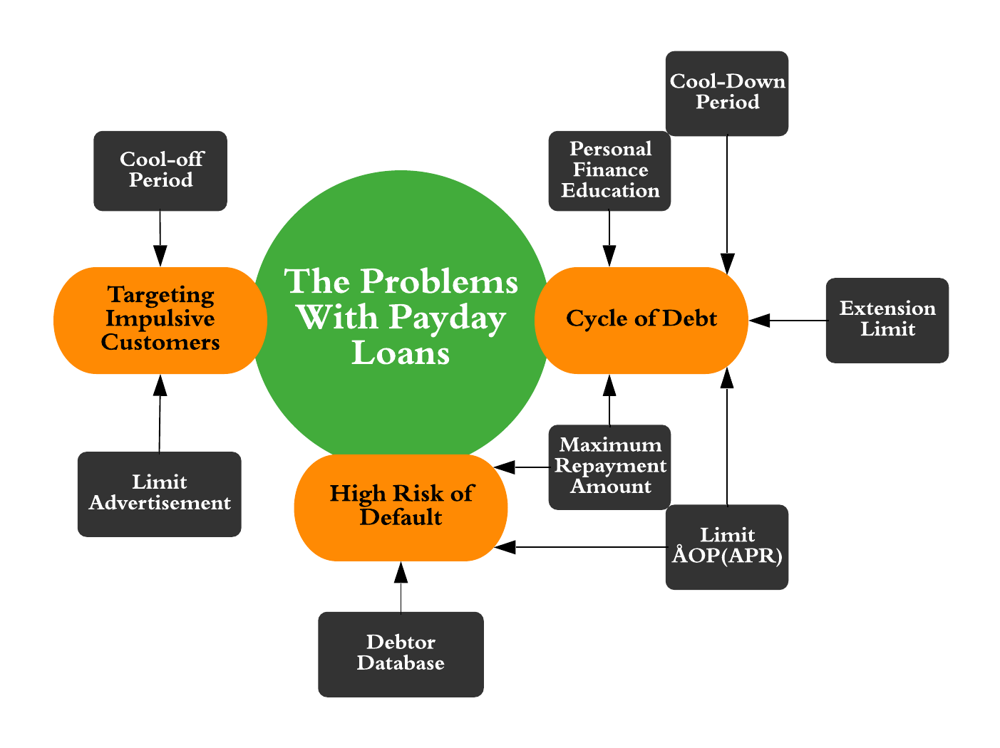 Cool-Down
Period
Personal
Finance
Education
Cool-off
Period
The Problems
With Payday
Loans
Targeting
Impulsive
Customers
Cycle of Debt
Extension
Limit
Maximum
Repayment
Amount
Limit
Advertisement
High Risk of
Default
Limit
ÅOP(APR)
Debtor
Database